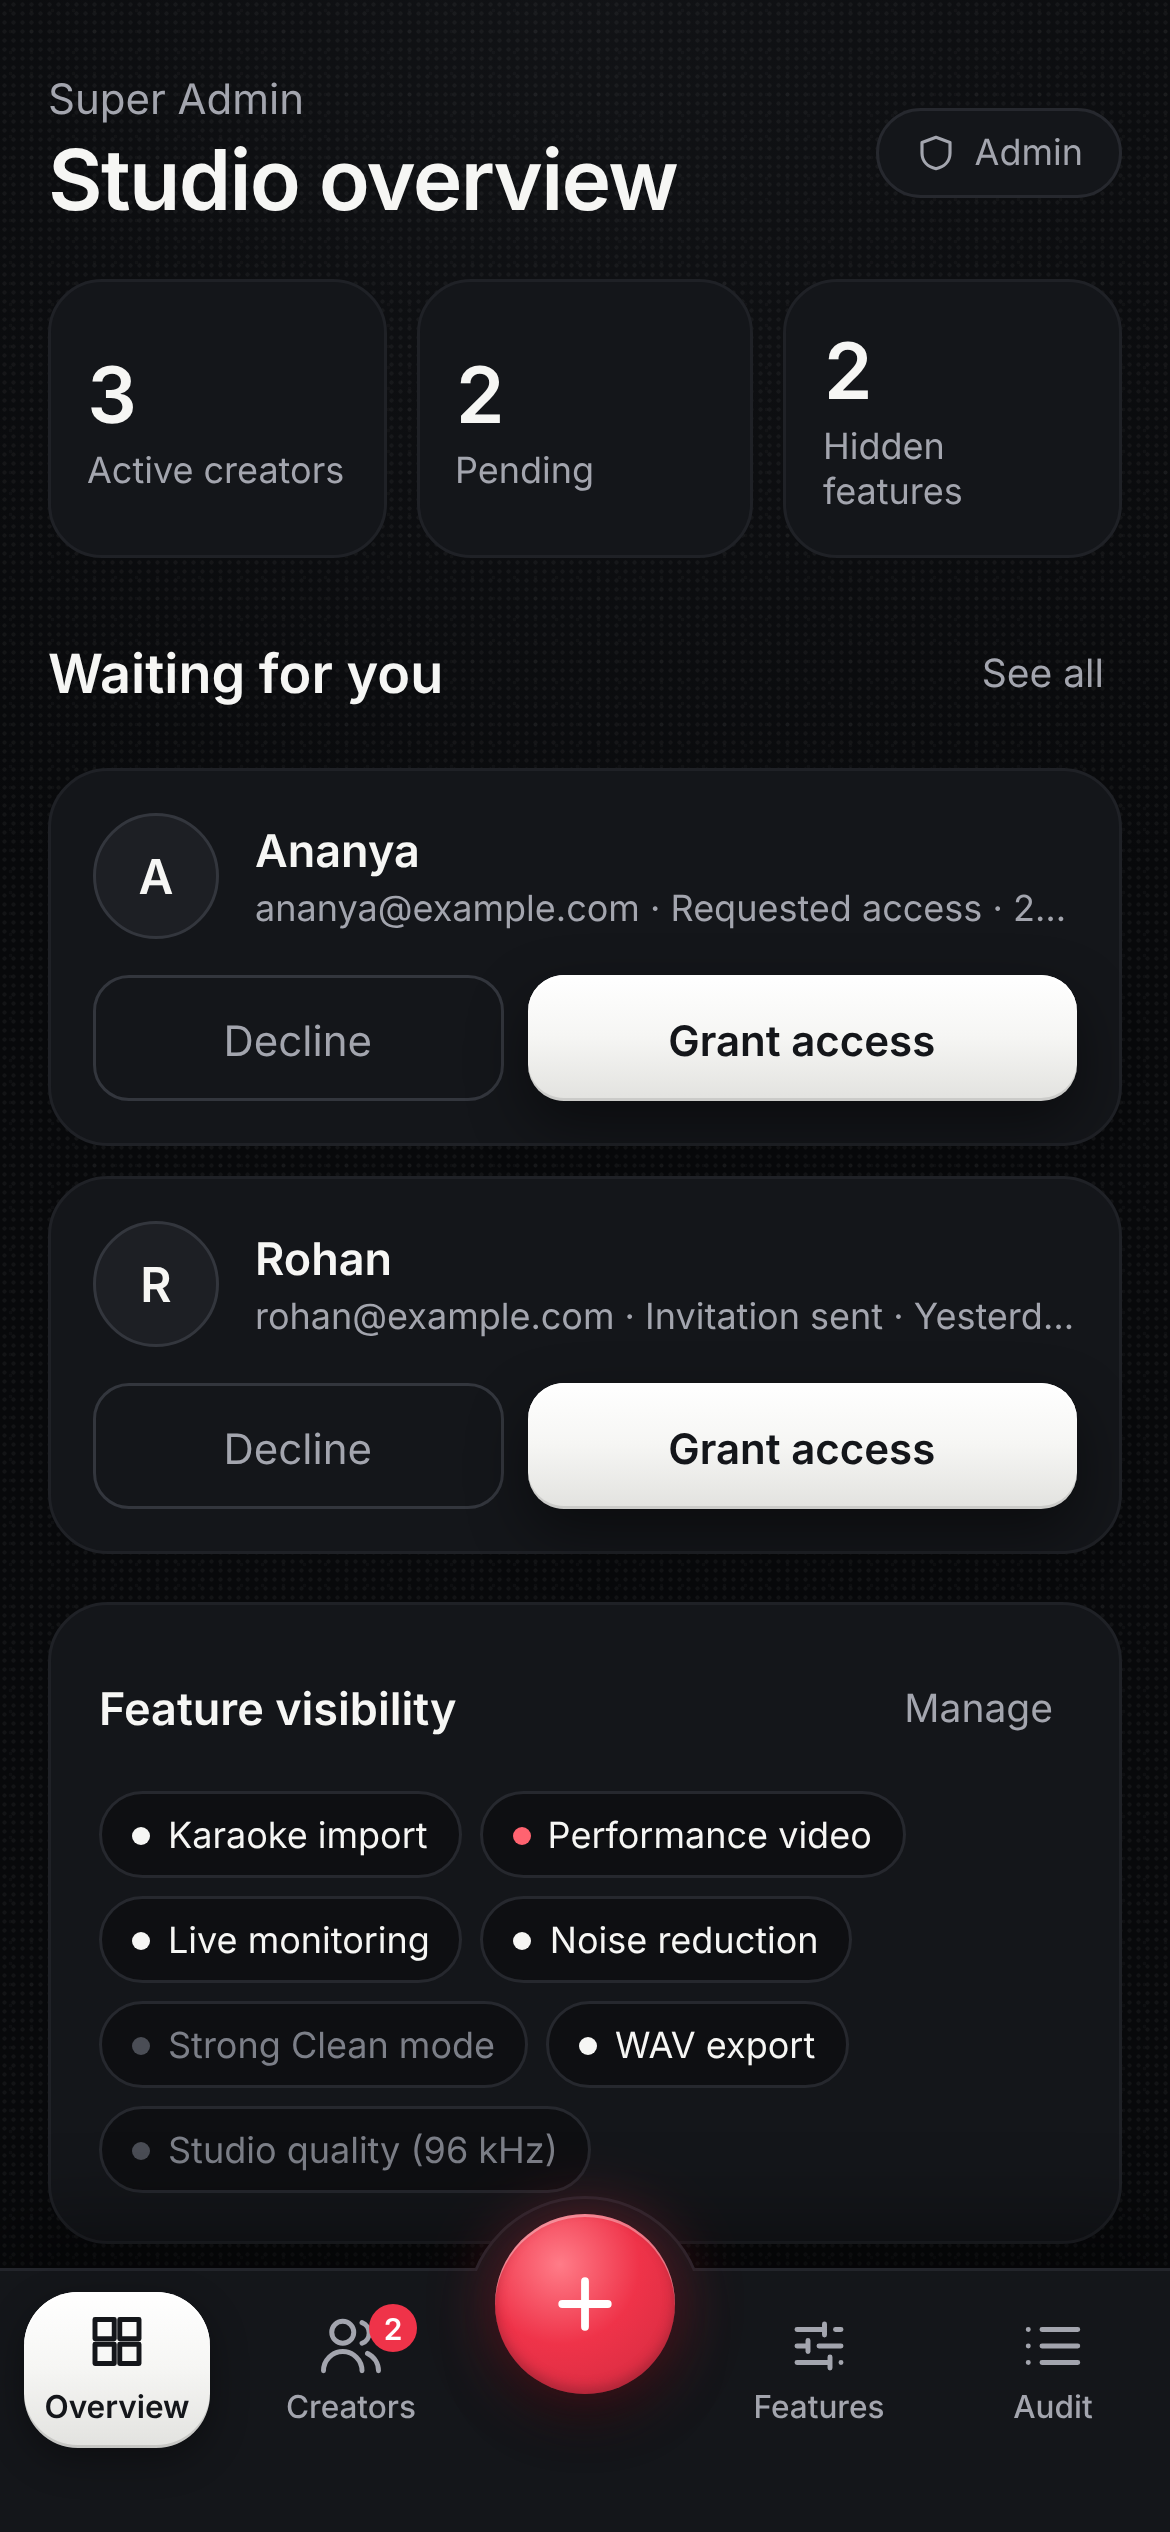 Super Admin
Studio overview
Admin
3
Active creators
2
Pending
2
Hidden
features
Waiting for you
See all
A
Ananya
ananya@example.com · Requested access · 2...
Decline
Grant access
R
Rohan
rohan@example.com · Invitation sent · Yesterd...
Decline
Grant access
Feature visibility
Manage
Karaoke import
Performance video
Live monitoring
Noise reduction
Strong Clean mode
WAV export
Studio quality (96 kHz)
Overview
2
Creators
Features
Audit